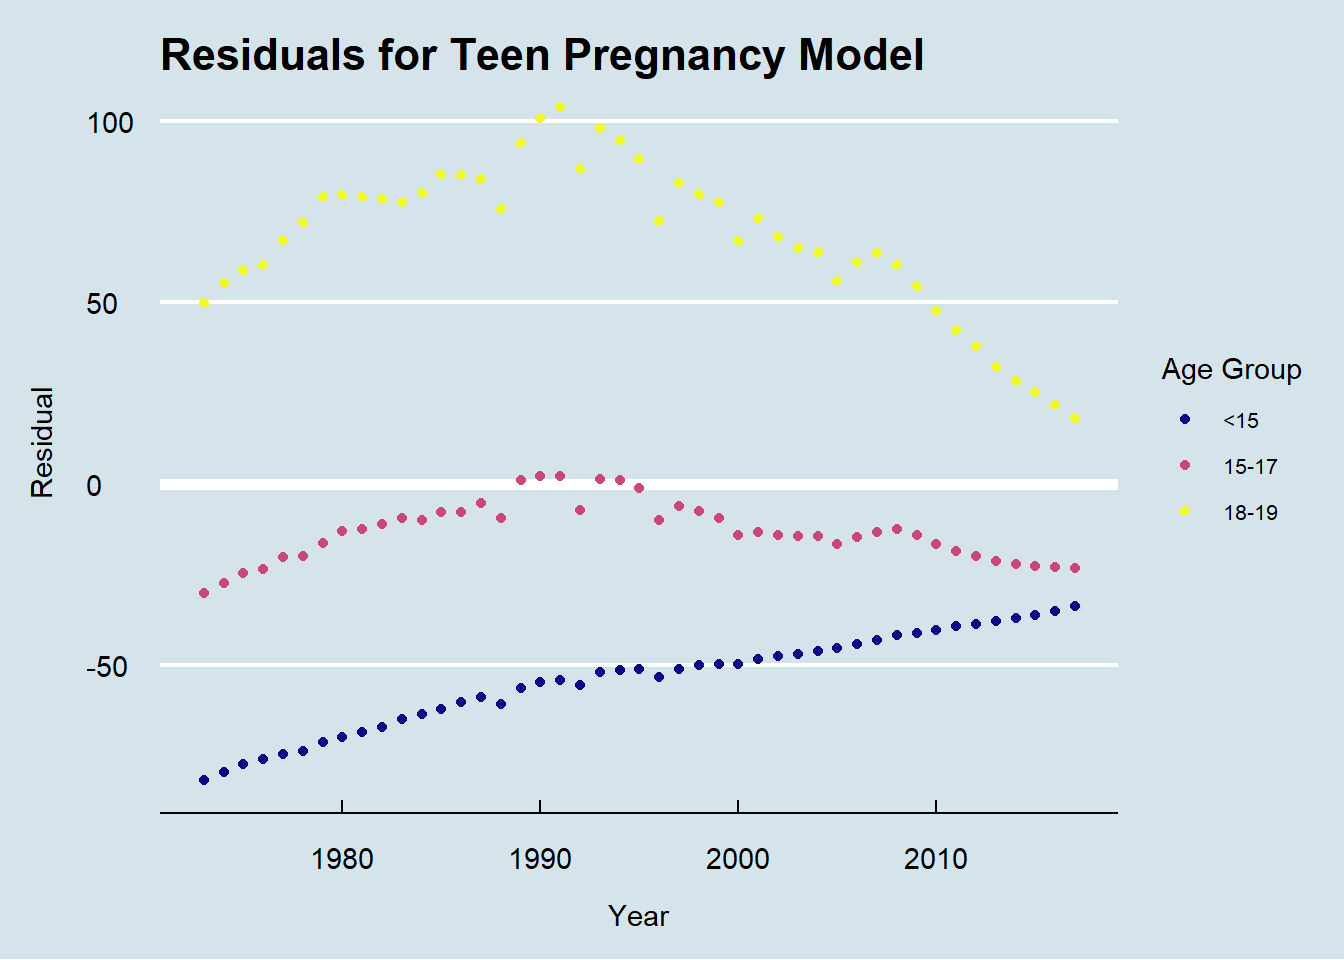 Residuals for Teen Pregnancy Model
100
50
0
-50
Residual
1980
1990
2000
2010
Year
Age Group
<15
15-17
18-19